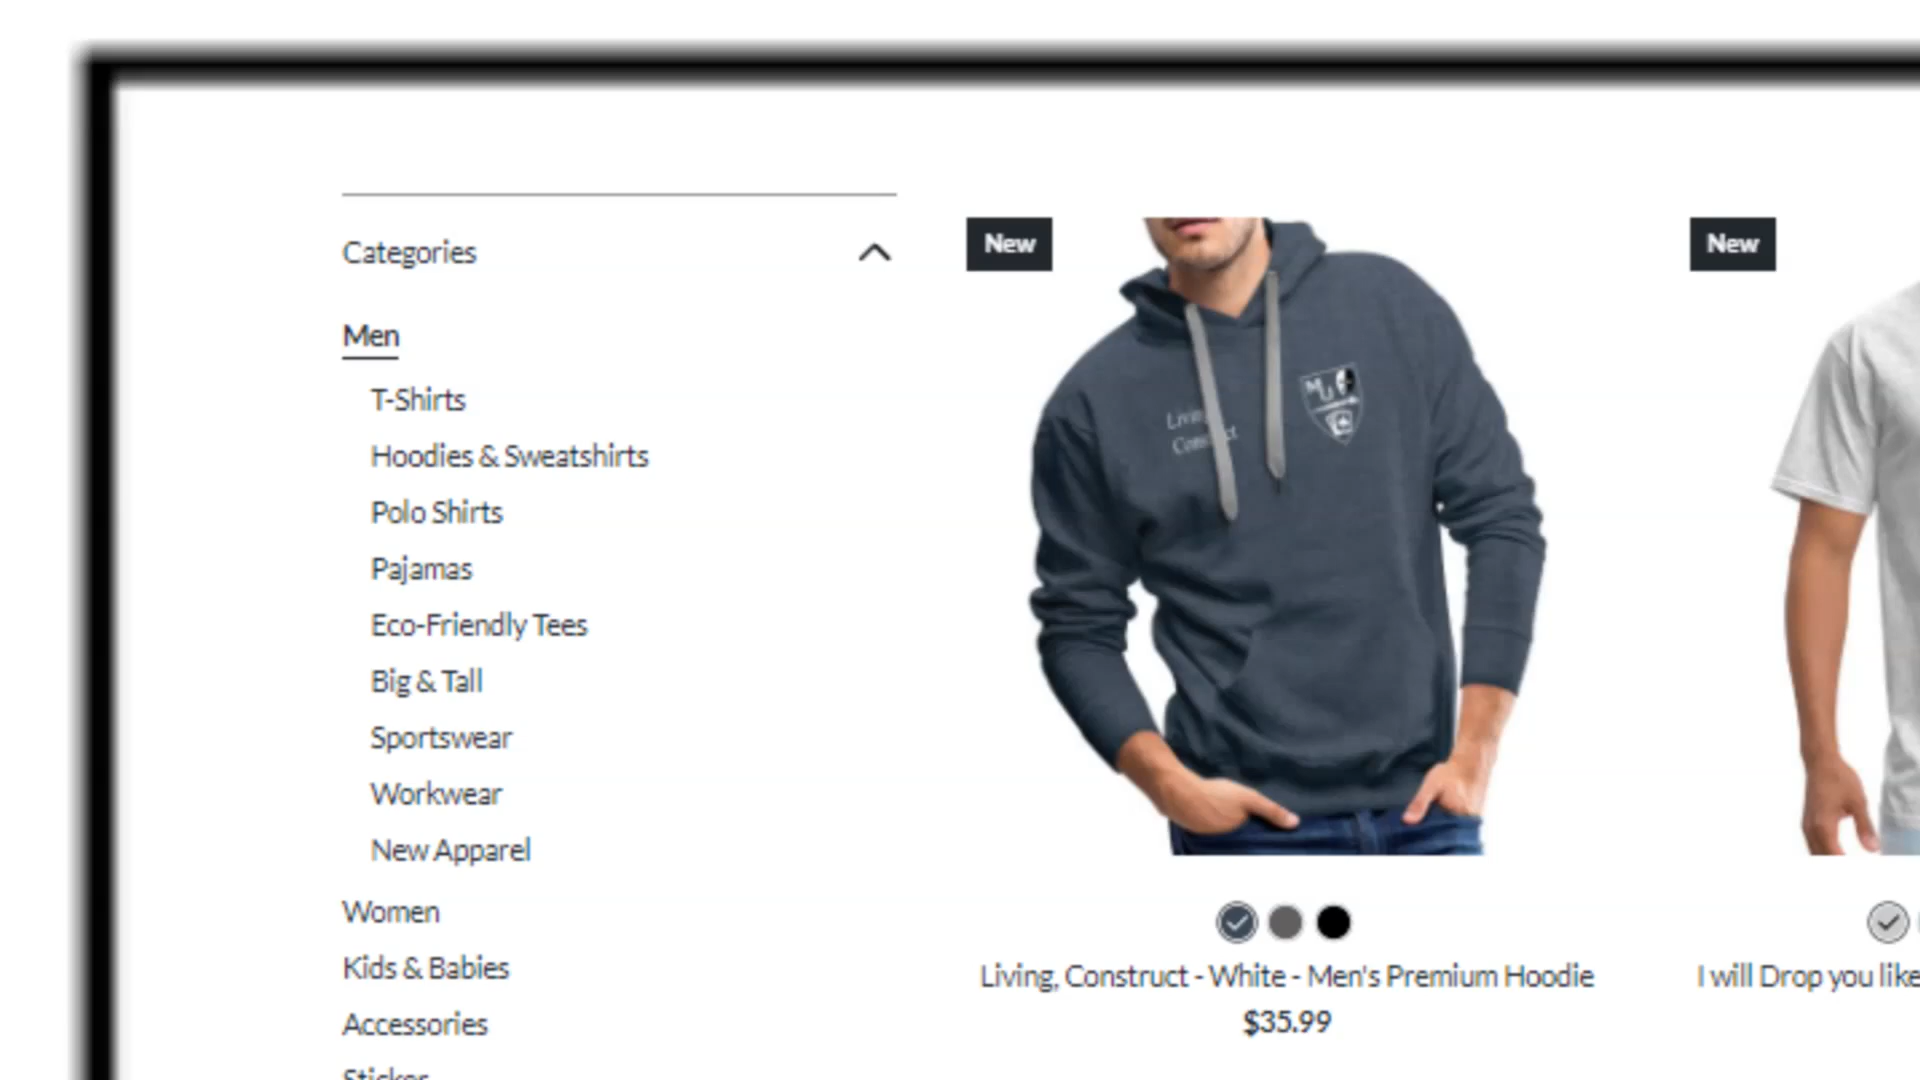 Categories
Men
T-Shirts
Hoodies & Sweatshirts
Polo Shirts
Pajamas
Eco-Friendly Tees
Big & Tall
Sportswear
Workwear
New Apparel
Women
Kids & Babies
Accessories
Sticker
New
Living, Construct - White - Men's Premium Hoodie
$35.99
New
I will Drop you like